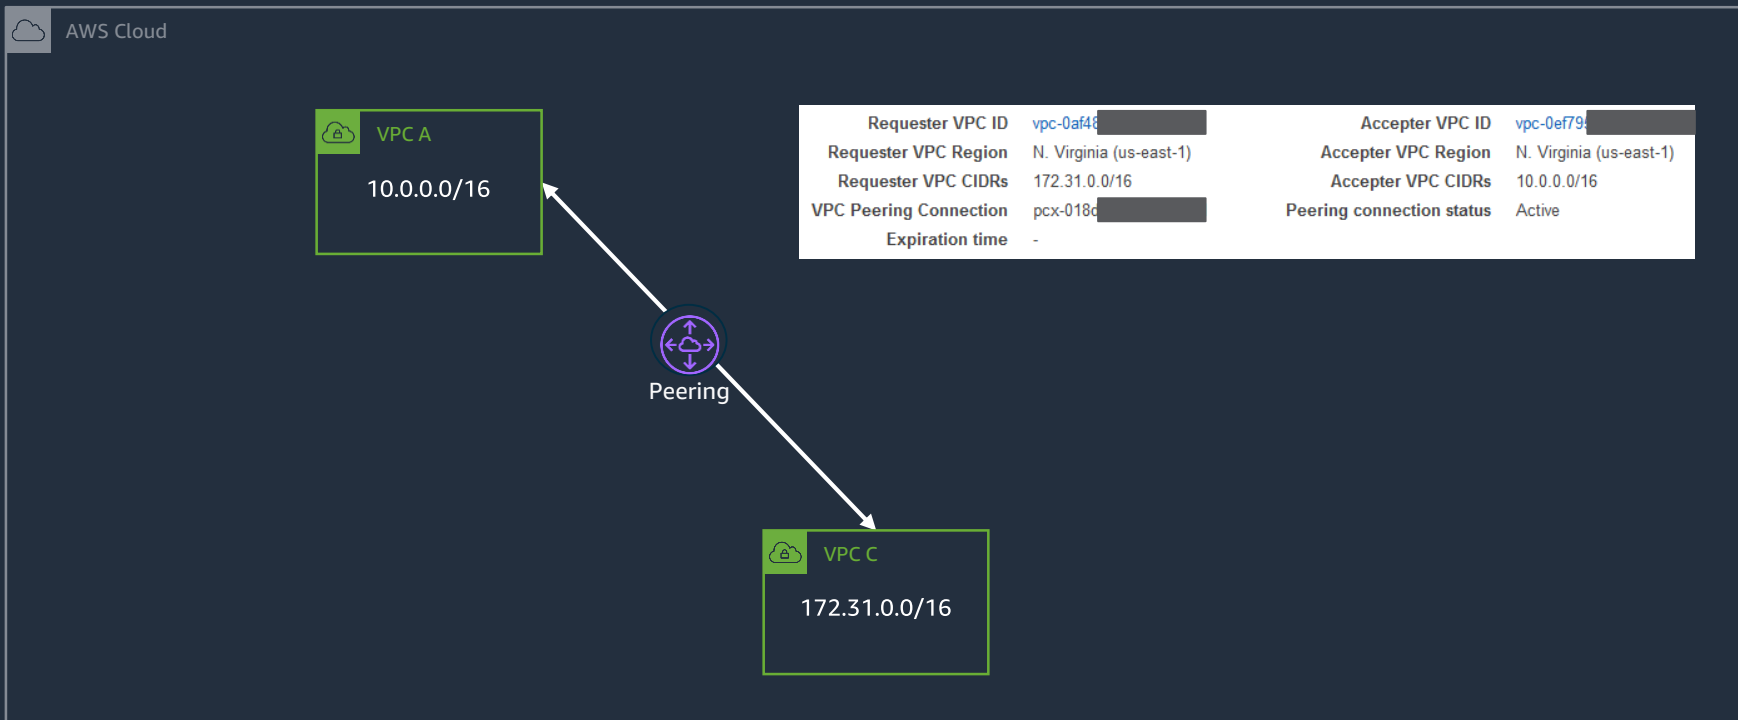 AWS Cloud
VPC A
10.0.0.0/16
Requester VPC ID vpc-0af48
Requester VPC Region N. Virginia (us-east-1)
Requester VPC CIDRs 172.31.0.0/16
VPC Peering Connection pcx-018d
Expiration time -
Accepter VPC ID vpc-0ef79
Accepter VPC Region N. Virginia (us-east-1)
Accepter VPC CIDRs 10.0.0.0/16
Peering connection status Active
Peering
VPC C
172.31.0.0/16